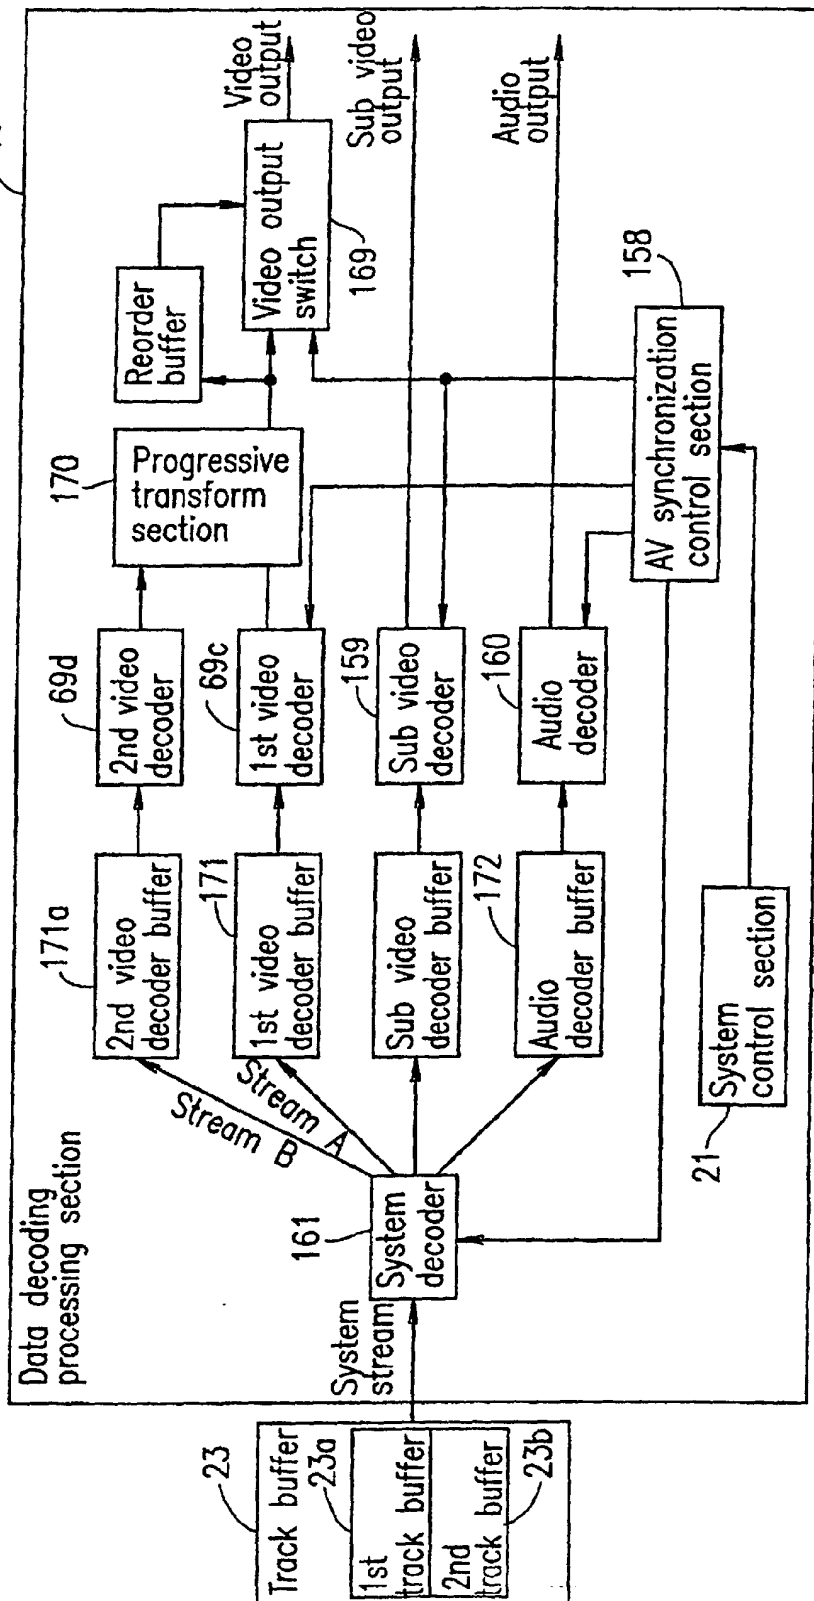 Data decoding
processing section
23
Track buffer
23a
1st
track buffer
2nd
track buffer
23b
System
stream
161
System
decoder
Stream B
Stream A
171a
2nd video
decoder buffer
171
1st video
decoder buffer
Sub video
decoder buffer
172
Audio
decoder buffer
69d
2nd video
decoder
69c
1st video
decoder
159
Sub video
decoder
160
Audio
decoder
170
Progressive
transform
section
Reorder
buffer
Video output
switch
169
Video
output
Sub video
output
Audio
output
158
AV synchronization
control section
21
System
control section